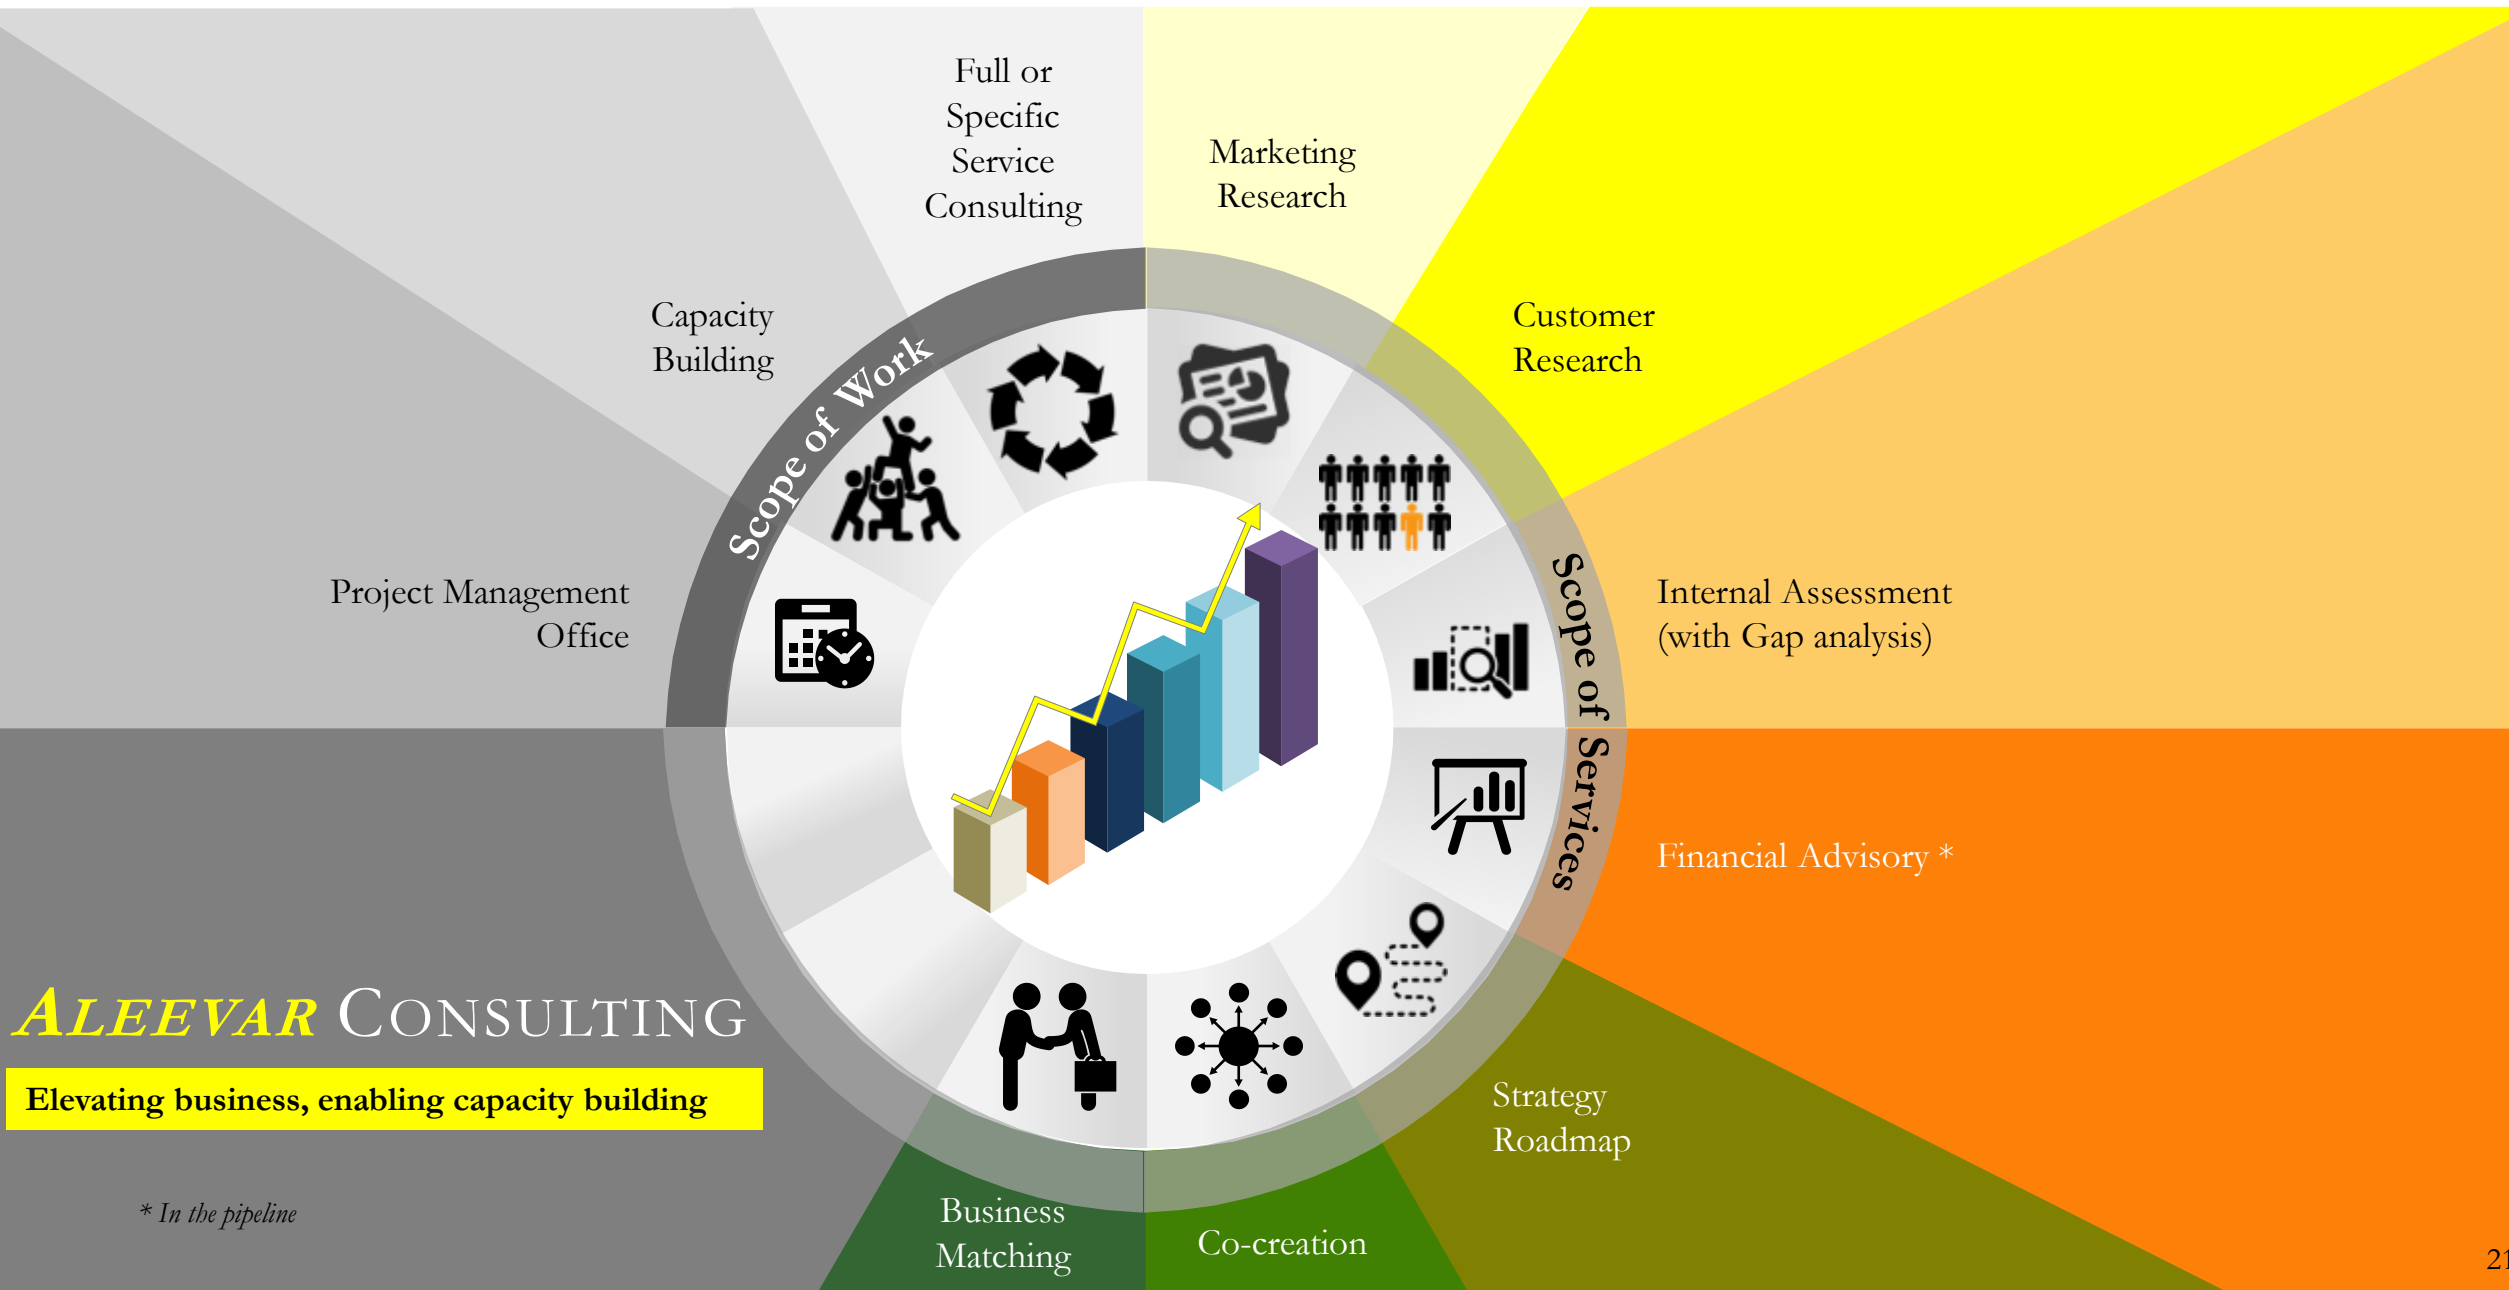 Full or
Specific
Service
Consulting
Marketing
Research
Capacity
Building
Customer
Research
Scope of Work
Project Management
Office
Internal Assessment
(with Gap analysis)
Scope of Services
Financial Advisory *
ALEEVAR CONSULTING
Elevating business, enabling capacity building
Strategy
Roadmap
* In the pipeline
Business
Matching
Co-creation
21